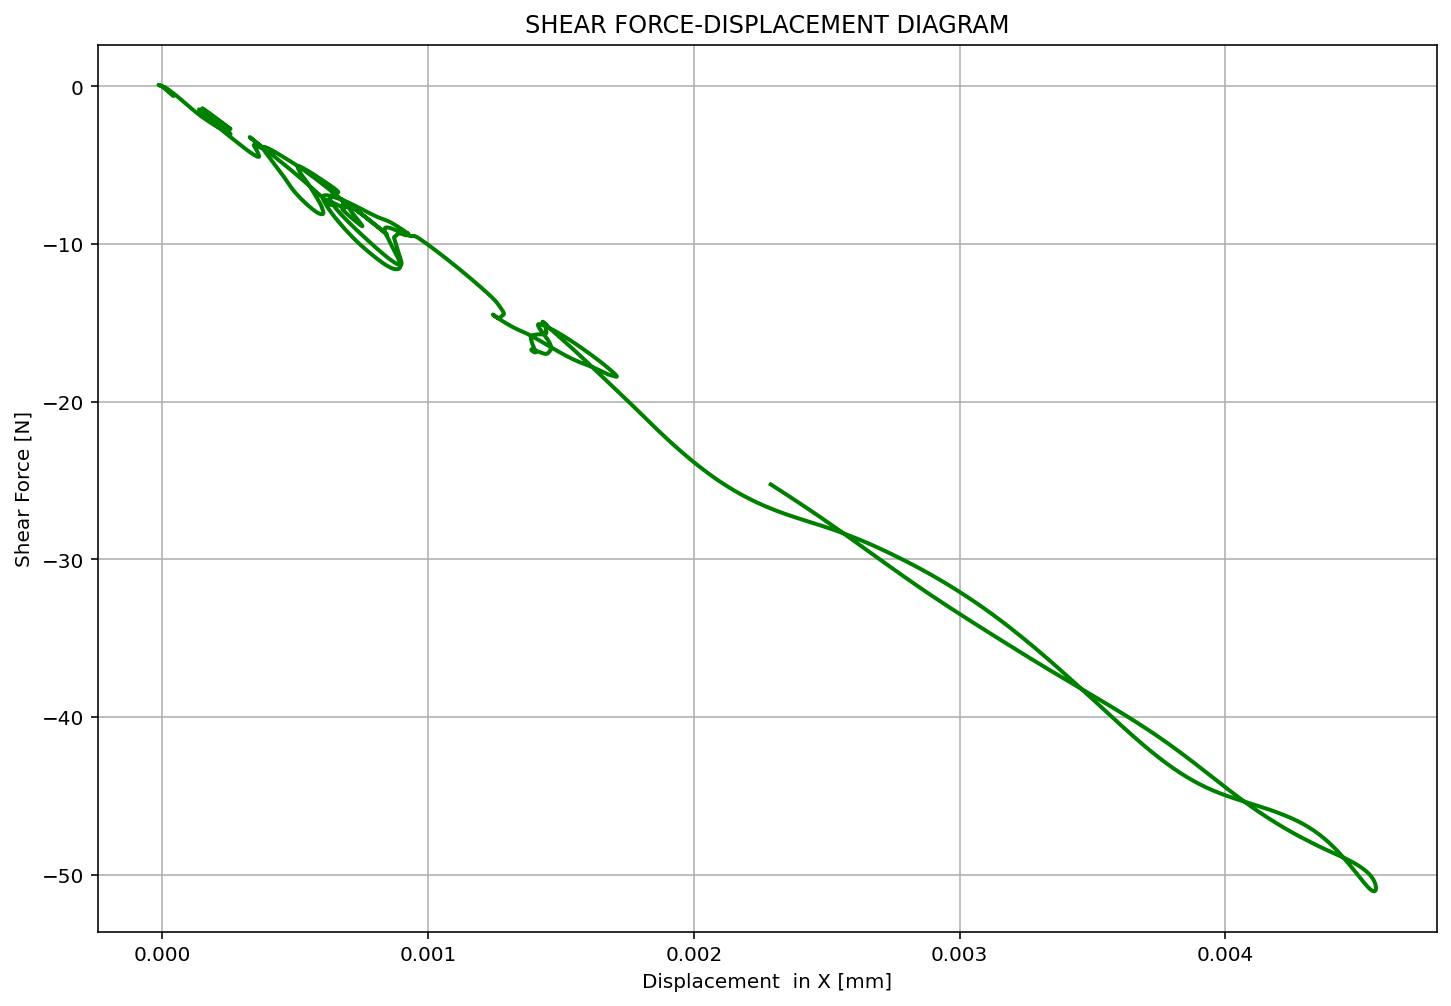 SHEAR FORCE-DISPLACEMENT DIAGRAM
0
−10
−20
−30
−40
−50
Shear Force [N]
0.000 0.001 0.002 0.003 0.004
Displacement  in X [mm]